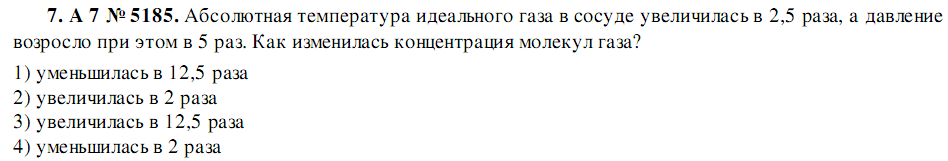 7. А 7 № 5185. Абсолютная температура идеального газа в сосуде увеличилась в 2,5 раза, а давление
возросло при этом в 5 раз. Как изменилась концентрация молекул газа?
1) уменьшилась в 12,5 раза
2) увеличилась в 2 раза
3) увеличилась в 12,5 раза
4) уменьшилась в 2 раза